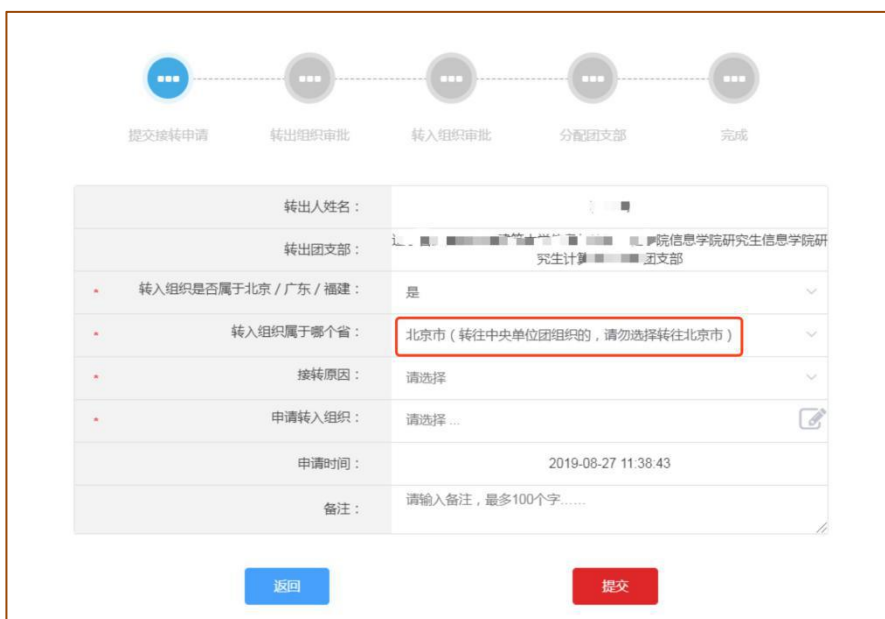 提交接转申请
转出组织审批
转入组织审批
分配团支部
完成
转出人姓名：
转出团支部：
院信息学院研究生信息学院研
究生计算 团支部
* 转入组织是否属于北京/广东/福建：
是
* 转入组织属于哪个省：
北京市（转往中央单位团组织的，请勿选择转往北京市）
* 接转原因：
请选择
* 申请转入组织：
请选择 ...
申请时间：
2019-08-27 11:38:43
备注：
请输入备注，最多100个字……
返回
提交